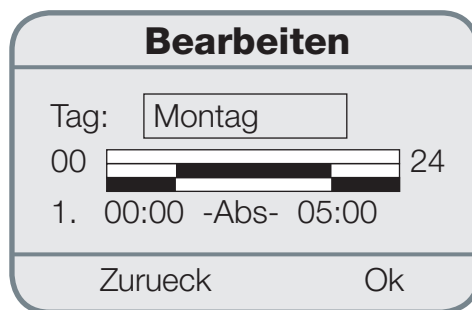 Bearbeiten
Tag: Montag
00 24
1. 00:00 -Abs- 05:00
Zurueck Ok